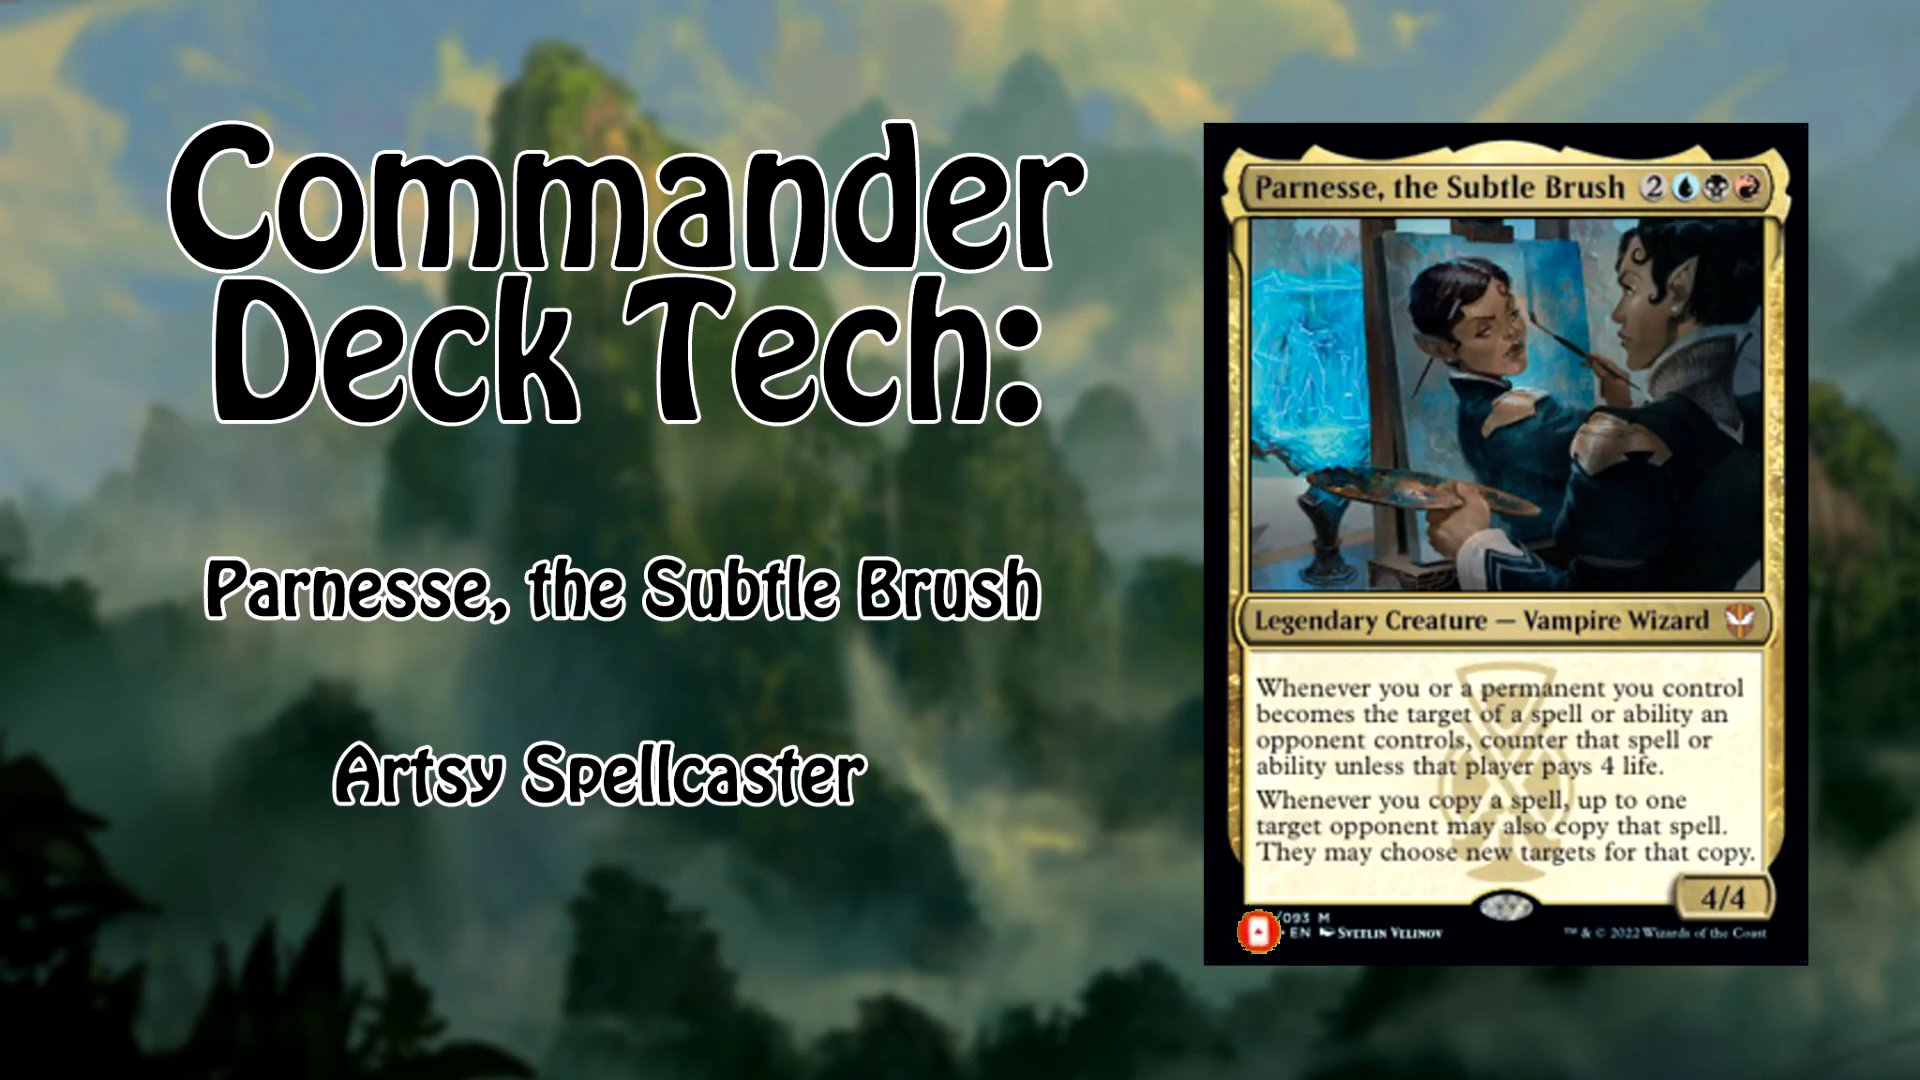 Commander
Deck Tech:
Parnesse, the Subtle Brush
Artsy Spellcaster
Parnesse, the Subtle Brush 2
Legendary Creature — Vampire Wizard
Whenever you or a permanent you control
becomes the target of a spell or ability an
opponent controls, counter that spell or
ability unless that player pays 4 life.
Whenever you copy a spell, up to one
target opponent may also copy that spell.
They may choose new targets for that copy.
4/4
/093 M
• EN Svetlin Velinov
™ & © 2022 Wizards of the Coast